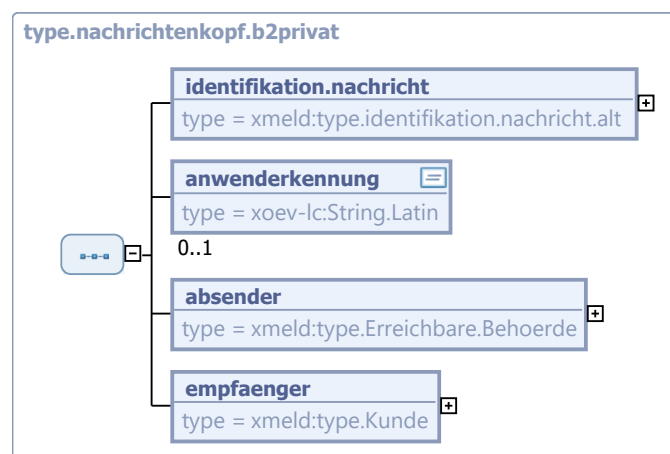 type.nachrichtenkopf.b2privat
identifikation.nachricht
type = xmeld:type.identifikation.nachricht.alt
anwenderkennung
type = xoev-lc:String.Latin
0..1
absender
type = xmeld:type.Erreichbare.Behoerde
empfaenger
type = xmeld:type.Kunde